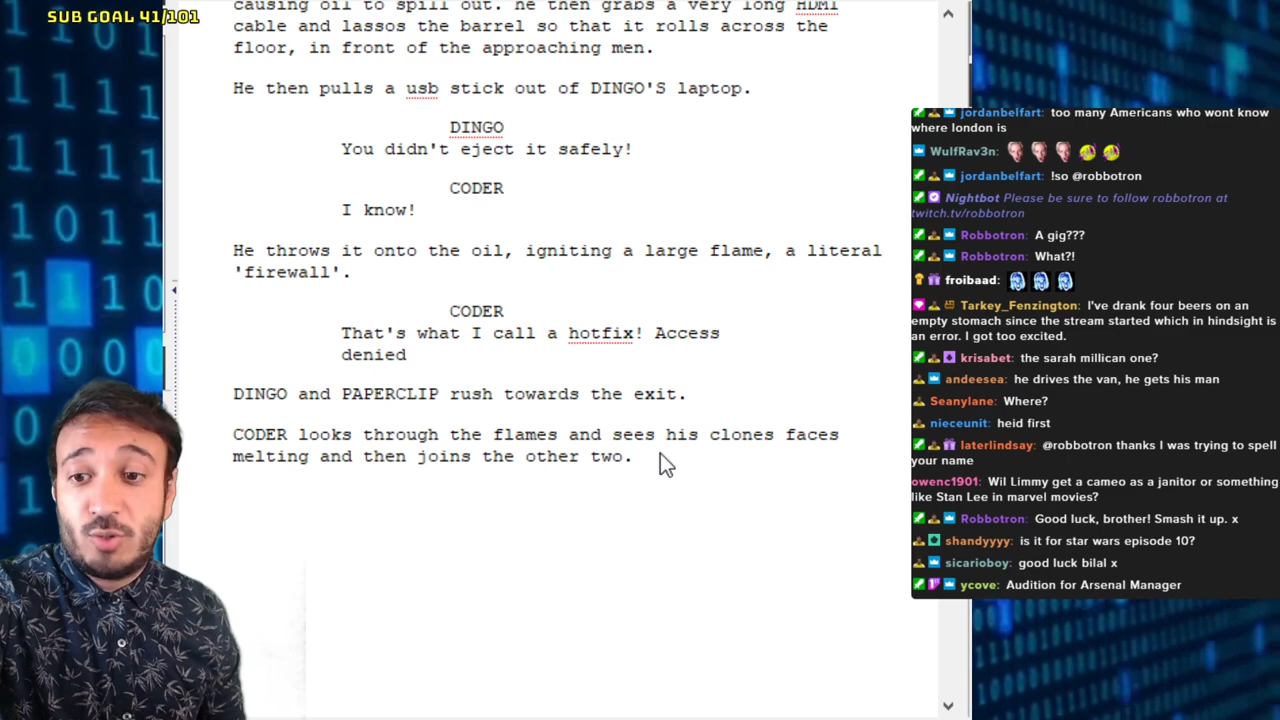 SUB GOAL 41/101
causing oil to spill out. He then grabs a very long HDMI
cable and lassos the barrel so that it rolls across the
floor, in front of the approaching men.
He then pulls a usb stick out of DINGO'S laptop.
DINGO
You didn't eject it safely!
CODER
I know!
He throws it onto the oil, igniting a large flame, a literal
'firewall'.
CODER
That's what I call a hotfix! Access
denied
DINGO and PAPERCLIP rush towards the exit.
CODER looks through the flames and sees his clones faces
melting and then joins the other two.
jordanbelfart: too many Americans who wont know
where london is
WulfRav3n:
jordanbelfart: !so @robbotron
Nightbot Please be sure to follow robbotron at
twitch.tv/robbotron
Robbotron: A gig???
Robbotron: What?!
froibaad:
Tarkey_Fenzington: I've drank four beers on an
empty stomach since the stream started which in hindsight is
an error. I got too excited.
krisabet: the sarah millican one?
andeesea: he drives the van, he gets his man
Seanylane: Where?
nieceunit: heid first
laterlindsay: @robbotron thanks I was trying to spell
your name
owenc1901: Wil Limmy get a cameo as a janitor or something
like Stan Lee in marvel movies?
Robbotron: Good luck, brother! Smash it up. x
shandyyyy: is it for star wars episode 10?
sicarioboy: good luck bilal x
ycove: Audition for Arsenal Manager